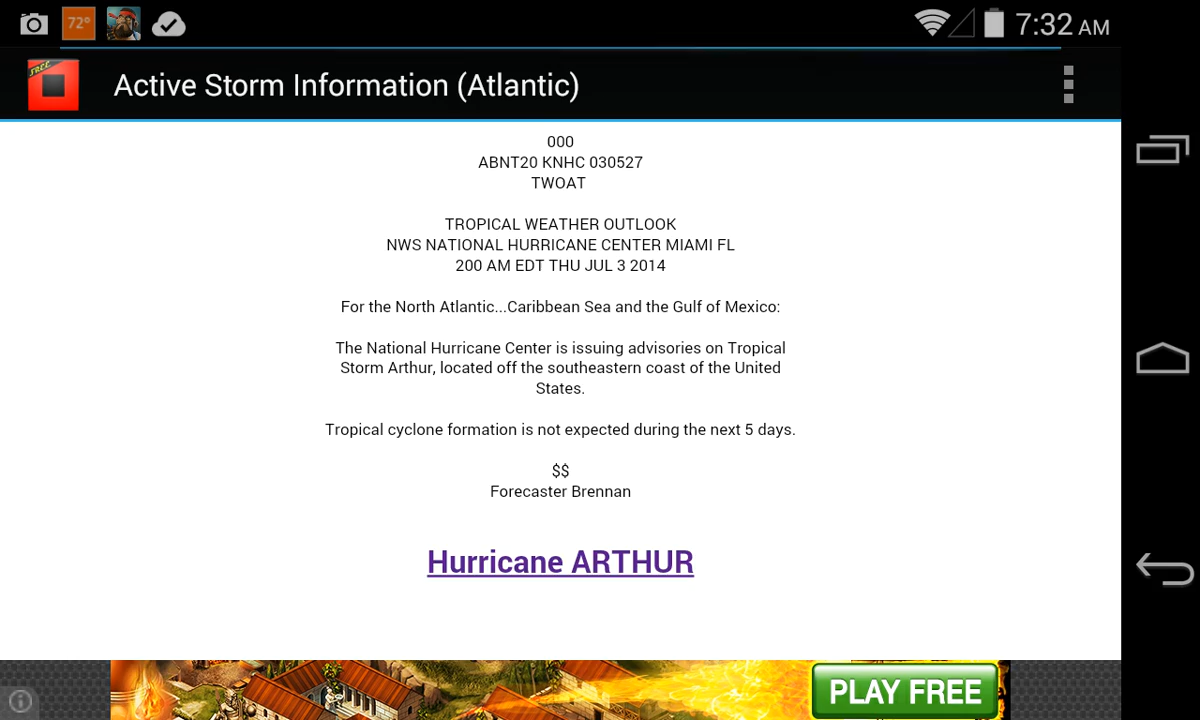 72°
7:32 AM
FREE
Active Storm Information (Atlantic)
000
ABNT20 KNHC 030527
TWOAT
TROPICAL WEATHER OUTLOOK
NWS NATIONAL HURRICANE CENTER MIAMI FL
200 AM EDT THU JUL 3 2014
For the North Atlantic...Caribbean Sea and the Gulf of Mexico:
The National Hurricane Center is issuing advisories on Tropical
Storm Arthur, located off the southeastern coast of the United
States.
Tropical cyclone formation is not expected during the next 5 days.
$$
Forecaster Brennan
Hurricane ARTHUR
PLAY FREE